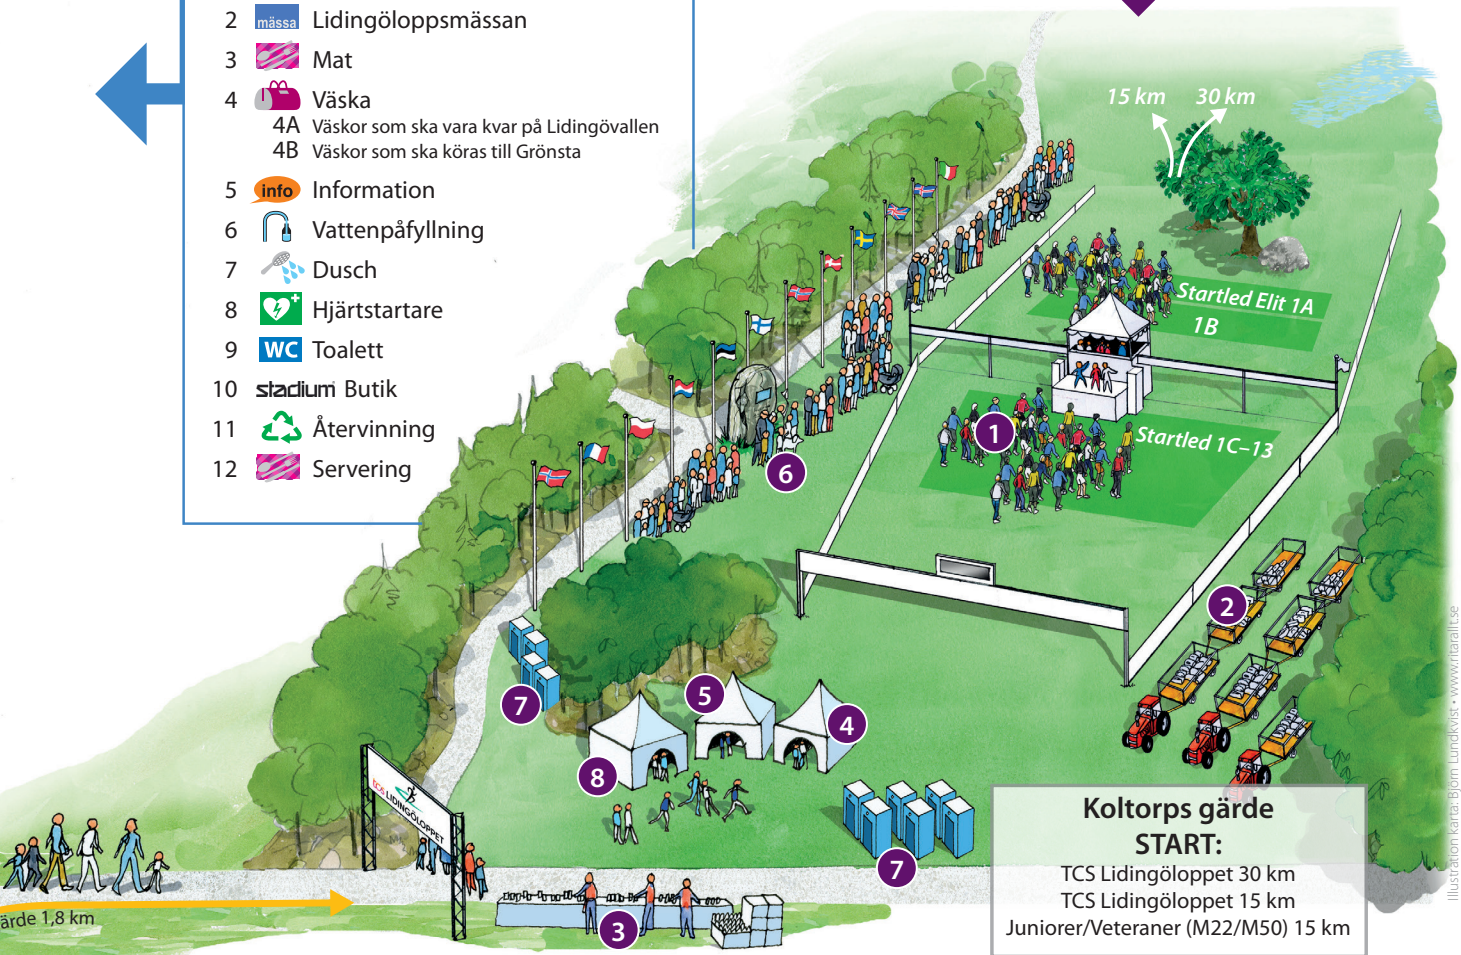 2 mässa Lidingöloppsmässan
3 Mat
4 Väska
4A Väskor som ska vara kvar på Lidingövallen
4B Väskor som ska köras till Grönsta
5 info Information
6 Vattenpåfyllning
7 Dusch
8 Hjärtstartare
9 WC Toalett
10 stadium Butik
11 Återvinning
12 Servering
15 km 30 km
Startled Elit 1A
1B
1
Startled 1C–13
6
2
7
5
4
8
TCS LIDINGÖLOPPET
7
3
ärde 1,8 km
Koltorps gärde
START:
TCS Lidingöloppet 30 km
TCS Lidingöloppet 15 km
Juniorer/Veteraner (M22/M50) 15 km
Illustration karta: Björn Lundkvist • www.ritarallt.se